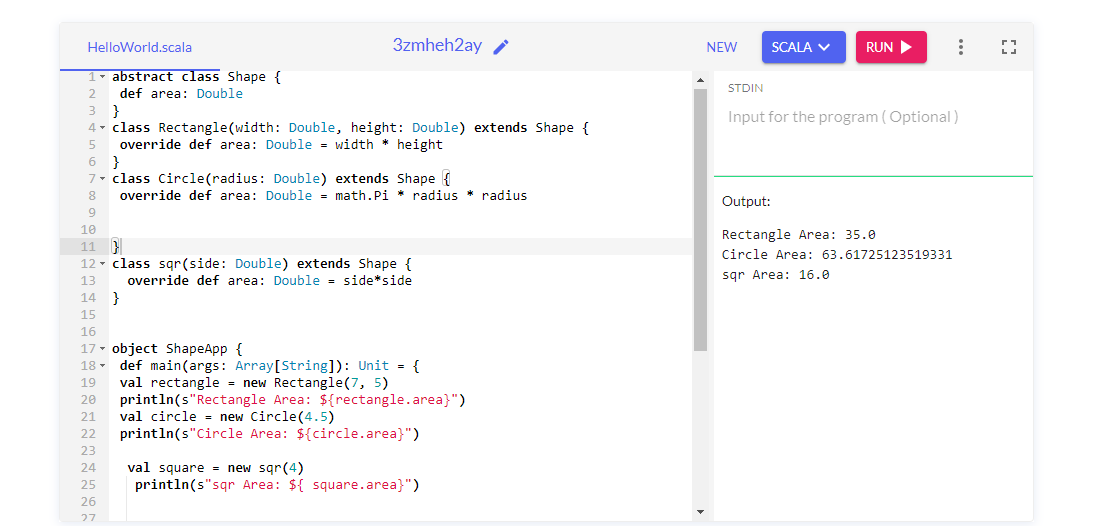 HelloWorld.scala 3zmheh2ay NEW SCALA RUN
1 abstract class Shape {
2 def area: Double
3 }
4 class Rectangle(width: Double, height: Double) extends Shape {
5 override def area: Double = width * height
6 }
7 class Circle(radius: Double) extends Shape {
8 override def area: Double = math.Pi * radius * radius
9
10
11 }
12 class sqr(side: Double) extends Shape {
13 override def area: Double = side*side
14 }
15
16
17 object ShapeApp {
18 def main(args: Array[String]): Unit = {
19 val rectangle = new Rectangle(7, 5)
20 println(s"Rectangle Area: ${rectangle.area}")
21 val circle = new Circle(4.5)
22 println(s"Circle Area: ${circle.area}")
23
24 val square = new sqr(4)
25 println(s"sqr Area: ${ square.area}")
26
27
STDIN
Input for the program ( Optional )
Output:
Rectangle Area: 35.0
Circle Area: 63.61725123519331
sqr Area: 16.0